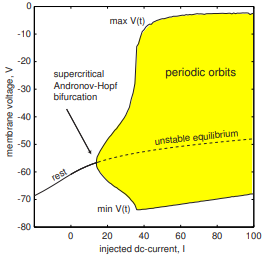 0
-10
-20
-30
-40
-50
-60
-70
-80
membrane voltage, V
max V(t)
supercritical
Andronov-Hopf
bifurcation
periodic orbits
unstable equilibrium
rest
min V(t)
0 20 40 60 80 100
injected dc-current, I